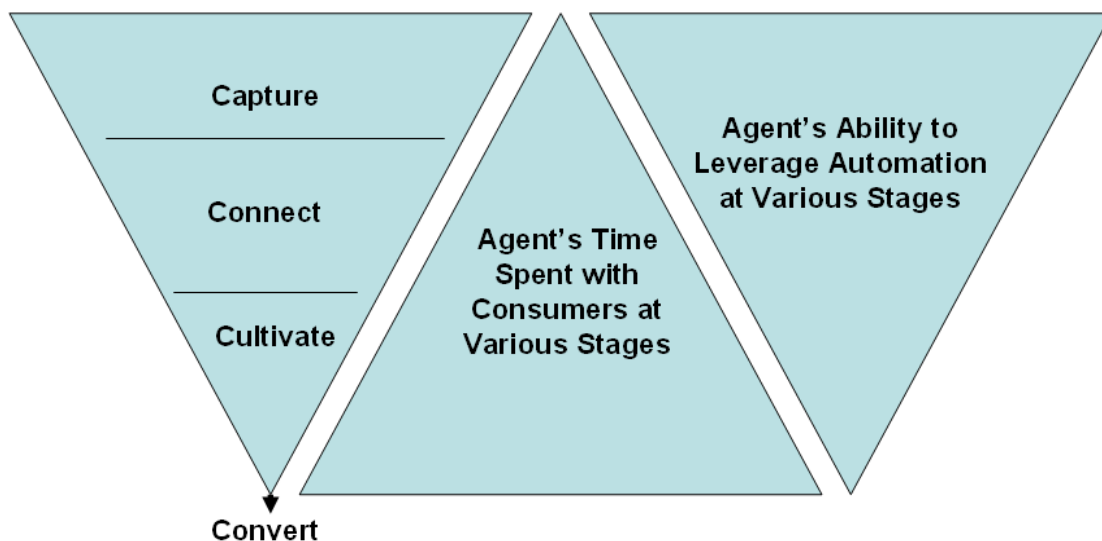 Capture
Connect
Cultivate
Convert
Agent’s Time
Spent with
Consumers at
Various Stages
Agent’s Ability to
Leverage Automation
at Various Stages